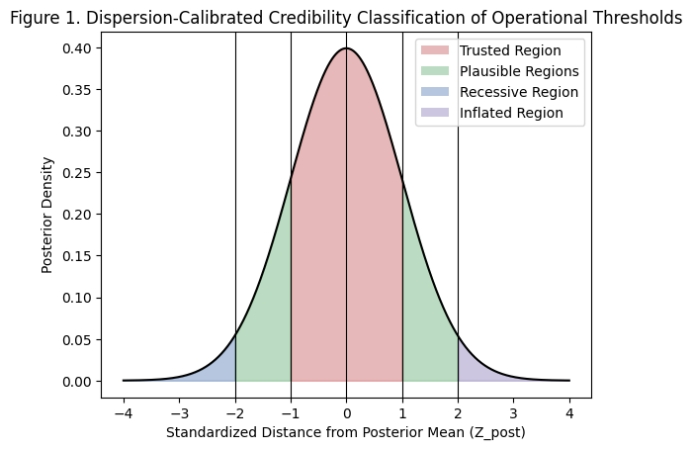 Figure 1. Dispersion-Calibrated Credibility Classification of Operational Thresholds
Trusted Region
Plausible Regions
Recessive Region
Inflated Region
0.40
0.35
0.30
0.25
0.20
0.15
0.10
0.05
0.00
Posterior Density
−4 −3 −2 −1 0 1 2 3 4
Standardized Distance from Posterior Mean (Z_post)